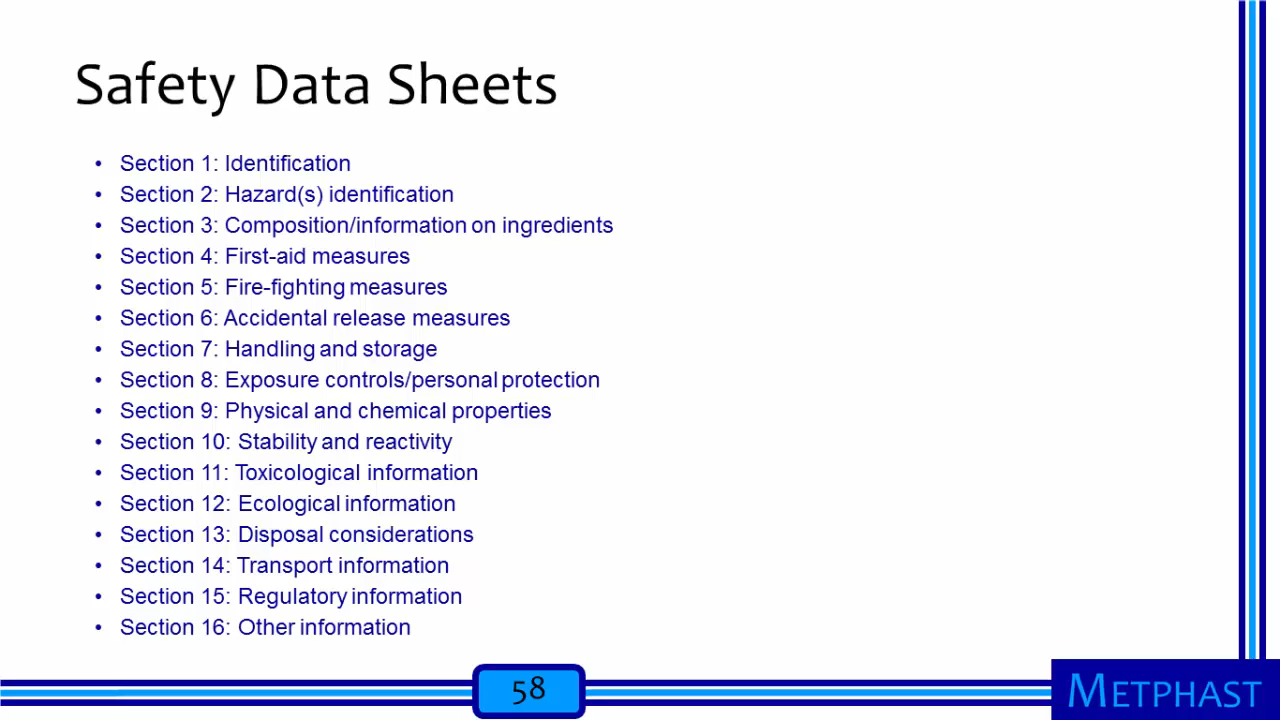 Safety Data Sheets
• Section 1: Identification
• Section 2: Hazard(s) identification
• Section 3: Composition/information on ingredients
• Section 4: First-aid measures
• Section 5: Fire-fighting measures
• Section 6: Accidental release measures
• Section 7: Handling and storage
• Section 8: Exposure controls/personal protection
• Section 9: Physical and chemical properties
• Section 10: Stability and reactivity
• Section 11: Toxicological information
• Section 12: Ecological information
• Section 13: Disposal considerations
• Section 14: Transport information
• Section 15: Regulatory information
• Section 16: Other information
58
METPHAST